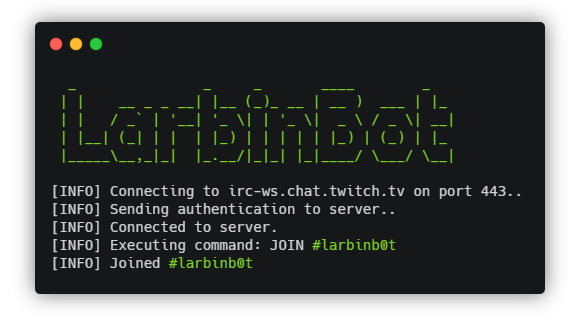 LarbinBot
[INFO] Connecting to irc-ws.chat.twitch.tv on port 443..
[INFO] Sending authentication to server..
[INFO] Connected to server.
[INFO] Executing command: JOIN #larbinb0t
[INFO] Joined #larbinb0t